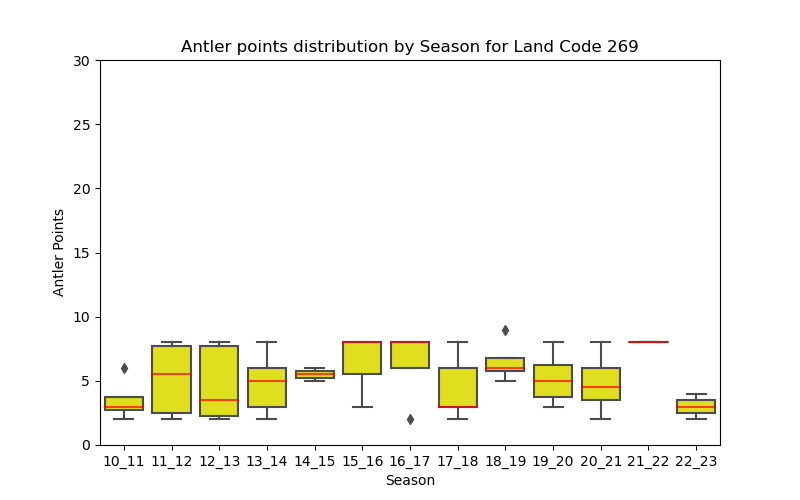 Antler points distribution by Season for Land Code 269
30
25
20
15
10
5
0
Antler Points
10_11 11_12 12_13 13_14 14_15 15_16 16_17 17_18 18_19 19_20 20_21 21_22 22_23
Season